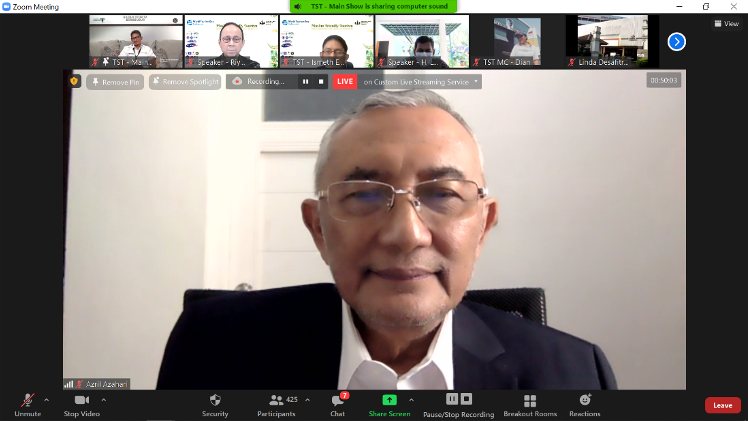 Zoom Meeting
TST - Main Show is sharing computer sound
View
TST - Main...
Speaker - Riy...
TST - Ismeth E...
Speaker - H. L...
TST MC - Dian
Linda Desafitr...
Remove Pin
Remove Spotlight
Recording...
LIVE
on Custom Live Streaming Service
00:50:03
Azril Azahari
Unmute
Stop Video
Security
Participants
425
Chat
7
Share Screen
Pause/Stop Recording
Breakout Rooms
Reactions
Leave